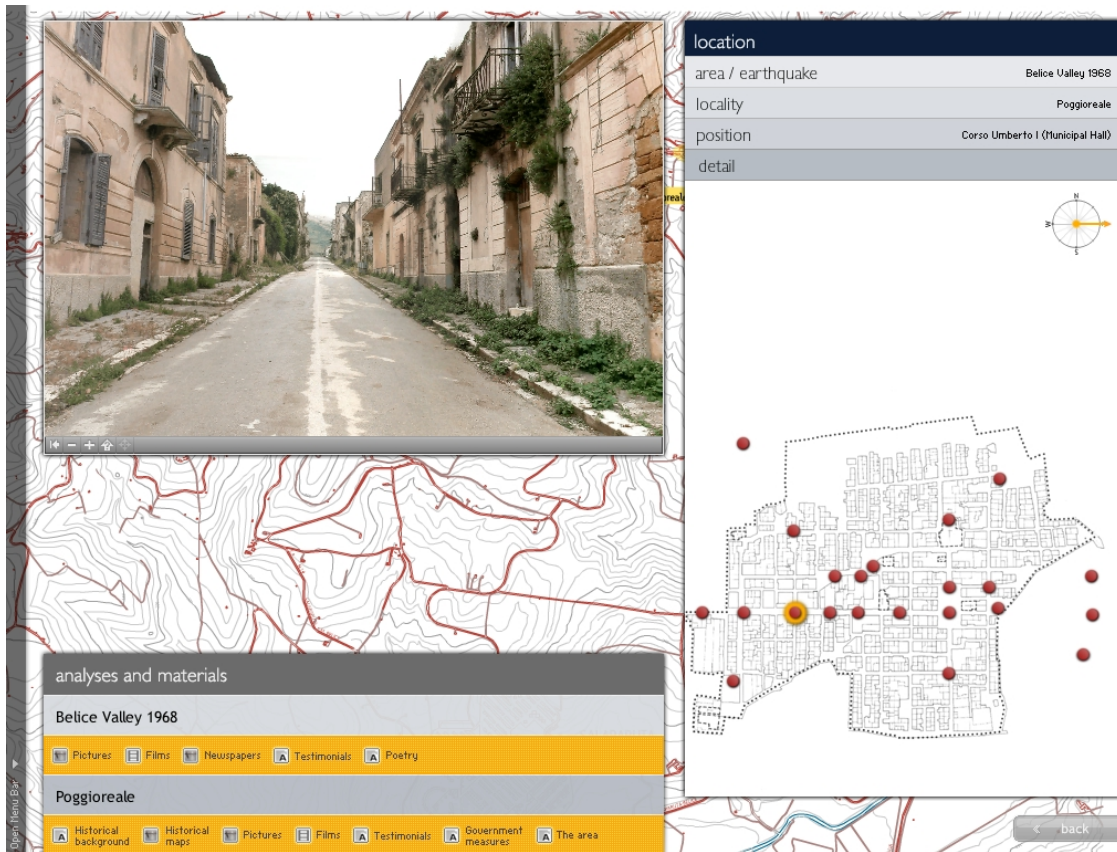 location
area / earthquake Belice Valley 1968
locality Poggioreale
position Corso Umberto I (Municipal Hall)
detail
N
W
S
analyses and materials
Belice Valley 1968
Pictures Films Newspapers Testimonials Poetry
Poggioreale
Historical background Historical maps Pictures Films Testimonials Government measures The area
Open Menu Bar
back